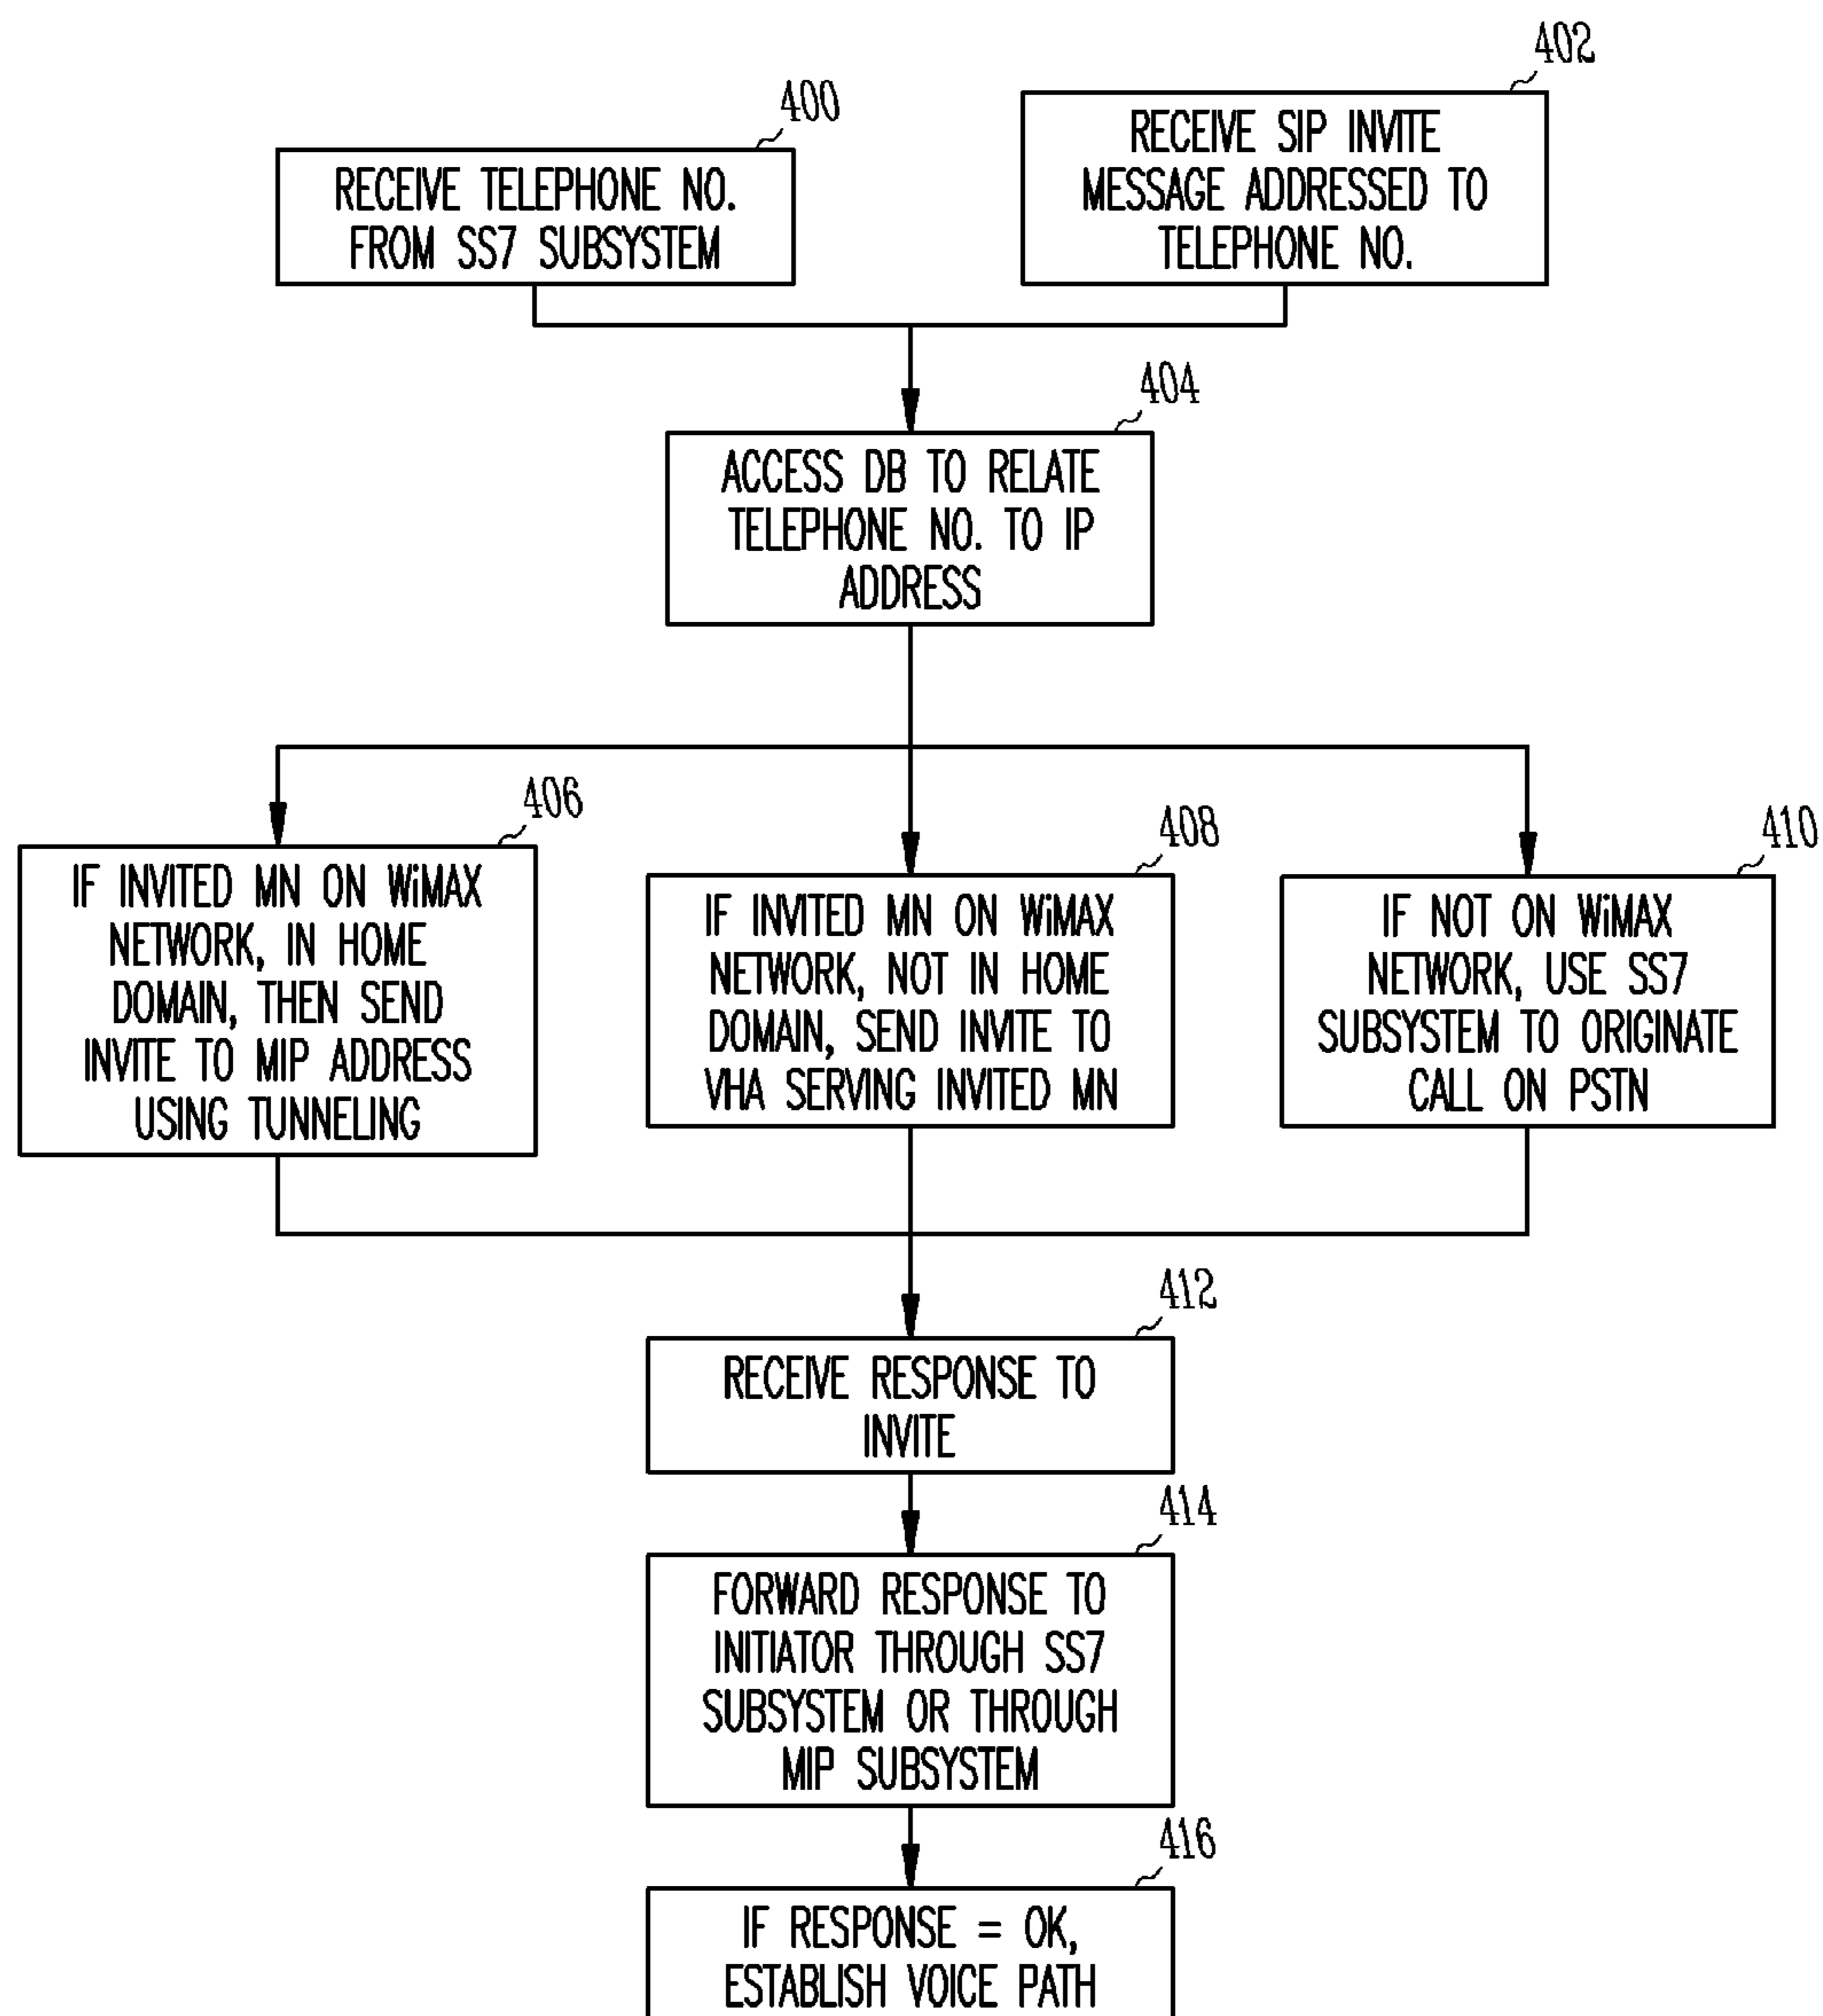 400
RECEIVE TELEPHONE NO.
FROM SS7 SUBSYSTEM
402
RECEIVE SIP INVITE
MESSAGE ADDRESSED TO
TELEPHONE NO.
404
ACCESS DB TO RELATE
TELEPHONE NO. TO IP
ADDRESS
406
IF INVITED MN ON WiMAX
NETWORK, IN HOME
DOMAIN, THEN SEND
INVITE TO MIP ADDRESS
USING TUNNELING
408
IF INVITED MN ON WiMAX
NETWORK, NOT IN HOME
DOMAIN, SEND INVITE TO
VHA SERVING INVITED MN
410
IF NOT ON WiMAX
NETWORK, USE SS7
SUBSYSTEM TO ORIGINATE
CALL ON PSTN
412
RECEIVE RESPONSE TO
INVITE
414
FORWARD RESPONSE TO
INITIATOR THROUGH SS7
SUBSYSTEM OR THROUGH
MIP SUBSYSTEM
416
IF RESPONSE = OK,
ESTABLISH VOICE PATH